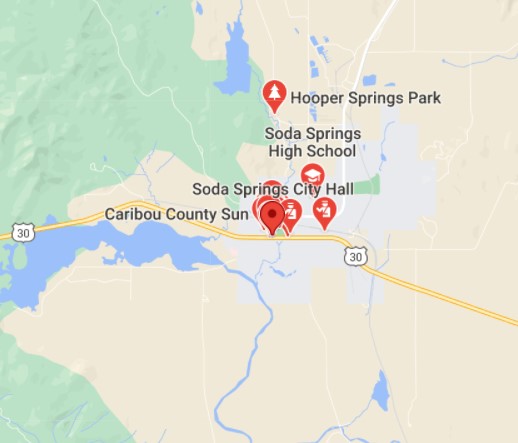 Hooper Springs Park
Soda Springs
High School
Soda Springs City Hall
Caribou County Sun
30
30